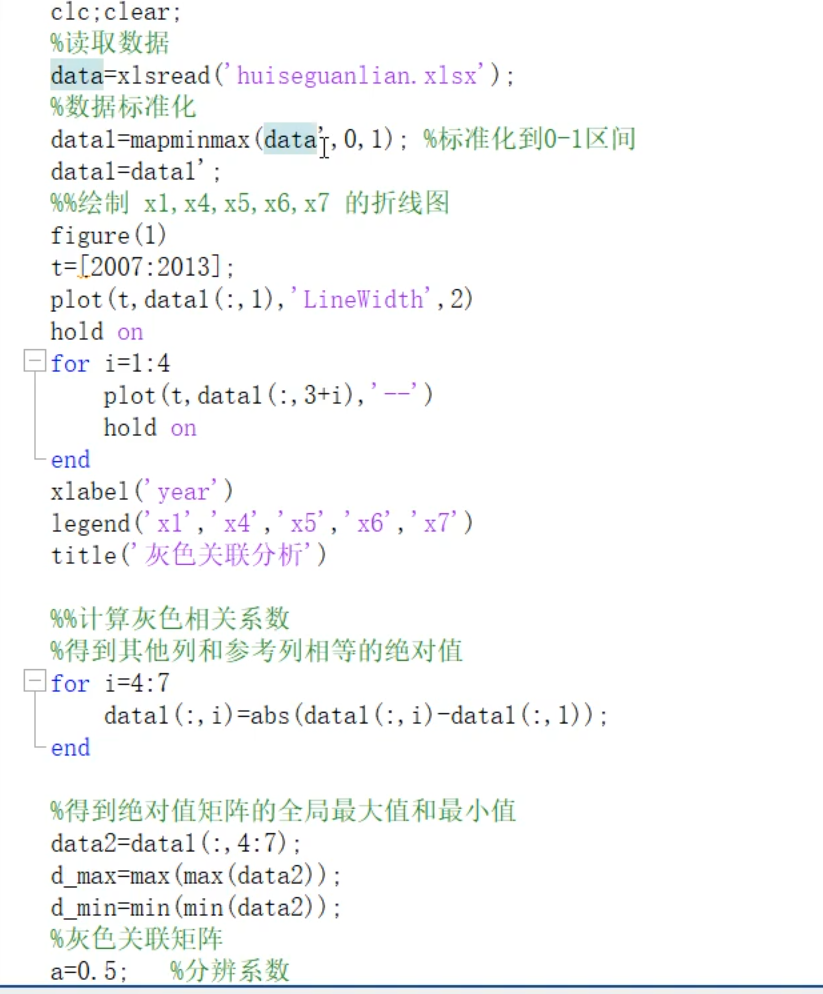 clc;clear;
%读取数据
data=xlsread('huiseguanlian.xlsx');
%数据标准化
data1=mapminmax(data',0,1); %标准化到0-1区间
data1=data1';
%%绘制 x1,x4,x5,x6,x7 的折线图
figure(1)
t=[2007:2013];
plot(t,data1(:,1),'LineWidth',2)
hold on
for i=1:4
    plot(t,data1(:,3+i),'--')
    hold on
end
xlabel('year')
legend('x1','x4','x5','x6','x7')
title('灰色关联分析')
%%计算灰色相关系数
%得到其他列和参考列相等的绝对值
for i=4:7
    data1(:,i)=abs(data1(:,i)-data1(:,1));
end
%得到绝对值矩阵的全局最大值和最小值
data2=data1(:,4:7);
d_max=max(max(data2));
d_min=min(min(data2));
%灰色关联矩阵
a=0.5;   %分辨系数